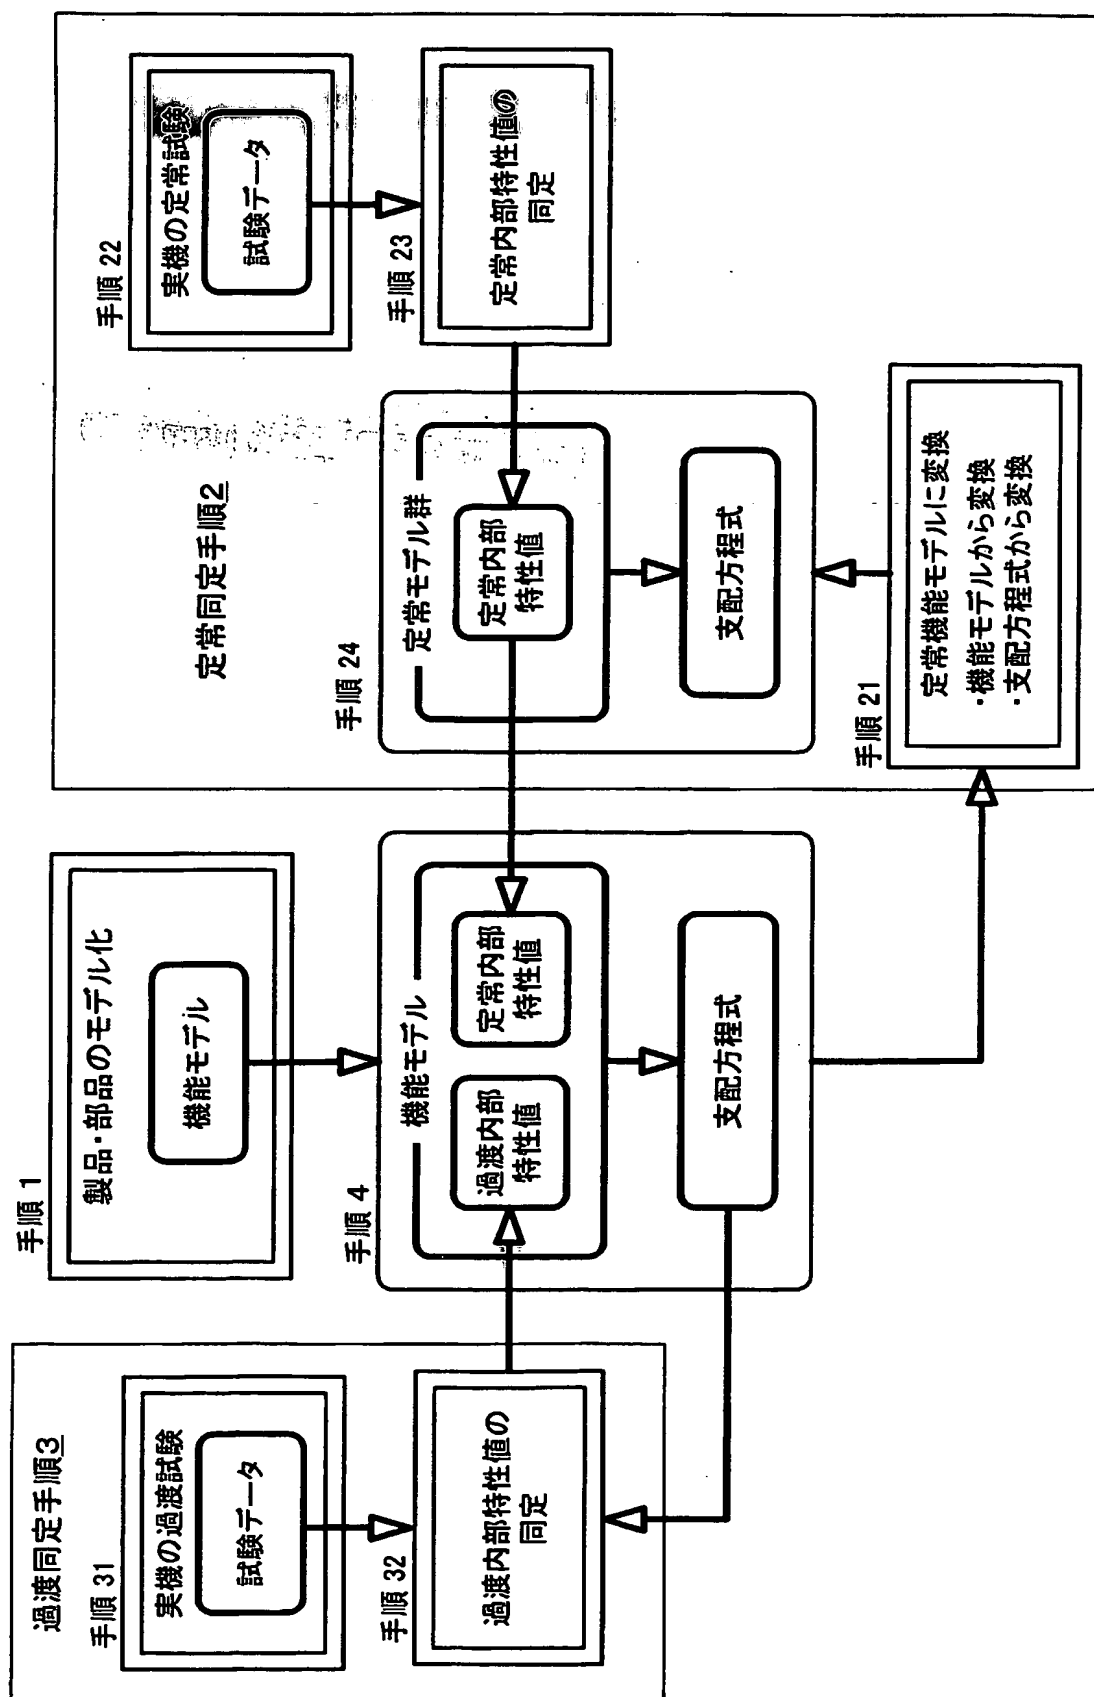 過渡同定手順3
手順 31
実機の過渡試験
試験データ
手順 32
過渡内部特性値の
同定
手順 1
製品・部品のモデル化
機能モデル
手順 4
機能モデル
過渡内部
特性値
定常内部
特性値
支配方程式
定常同定手順2
手順 22
実機の定常試験
試験データ
手順 23
定常内部特性値の
同定
手順 24
定常モデル群
定常内部
特性値
支配方程式
手順 21
定常機能モデルに変換
・機能モデルから変換
・支配方程式から変換